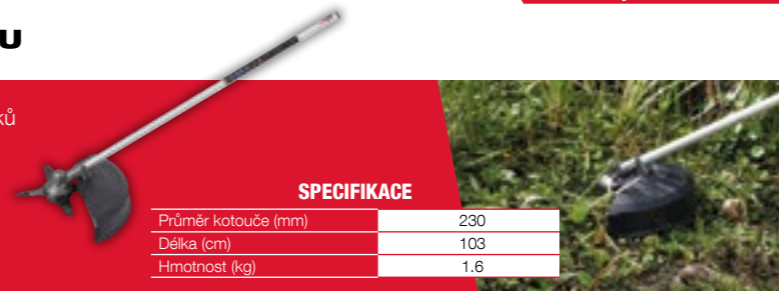 u
ků
SPECIFIKACE
Průměr kotouče (mm) 230
Délka (cm) 103
Hmotnost (kg) 1.6